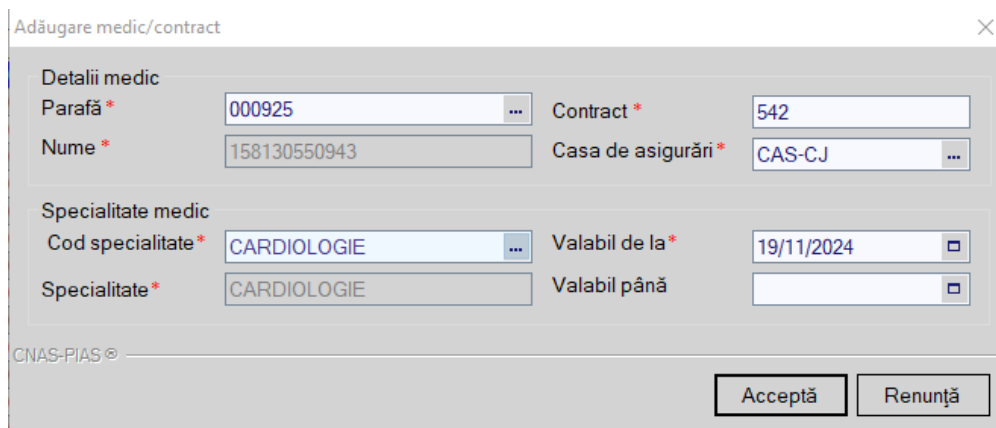 Adăugare medic/contract
Detalii medic
Parafă * 000925 ... Contract * 542
Nume * 158130550943 Casa de asigurări * CAS-CJ ...
Specialitate medic
Cod specialitate * CARDIOLOGIE ... Valabil de la * 19/11/2024
Specialitate * CARDIOLOGIE Valabil până
CNAS-PIAS ®
Acceptă Renunţă